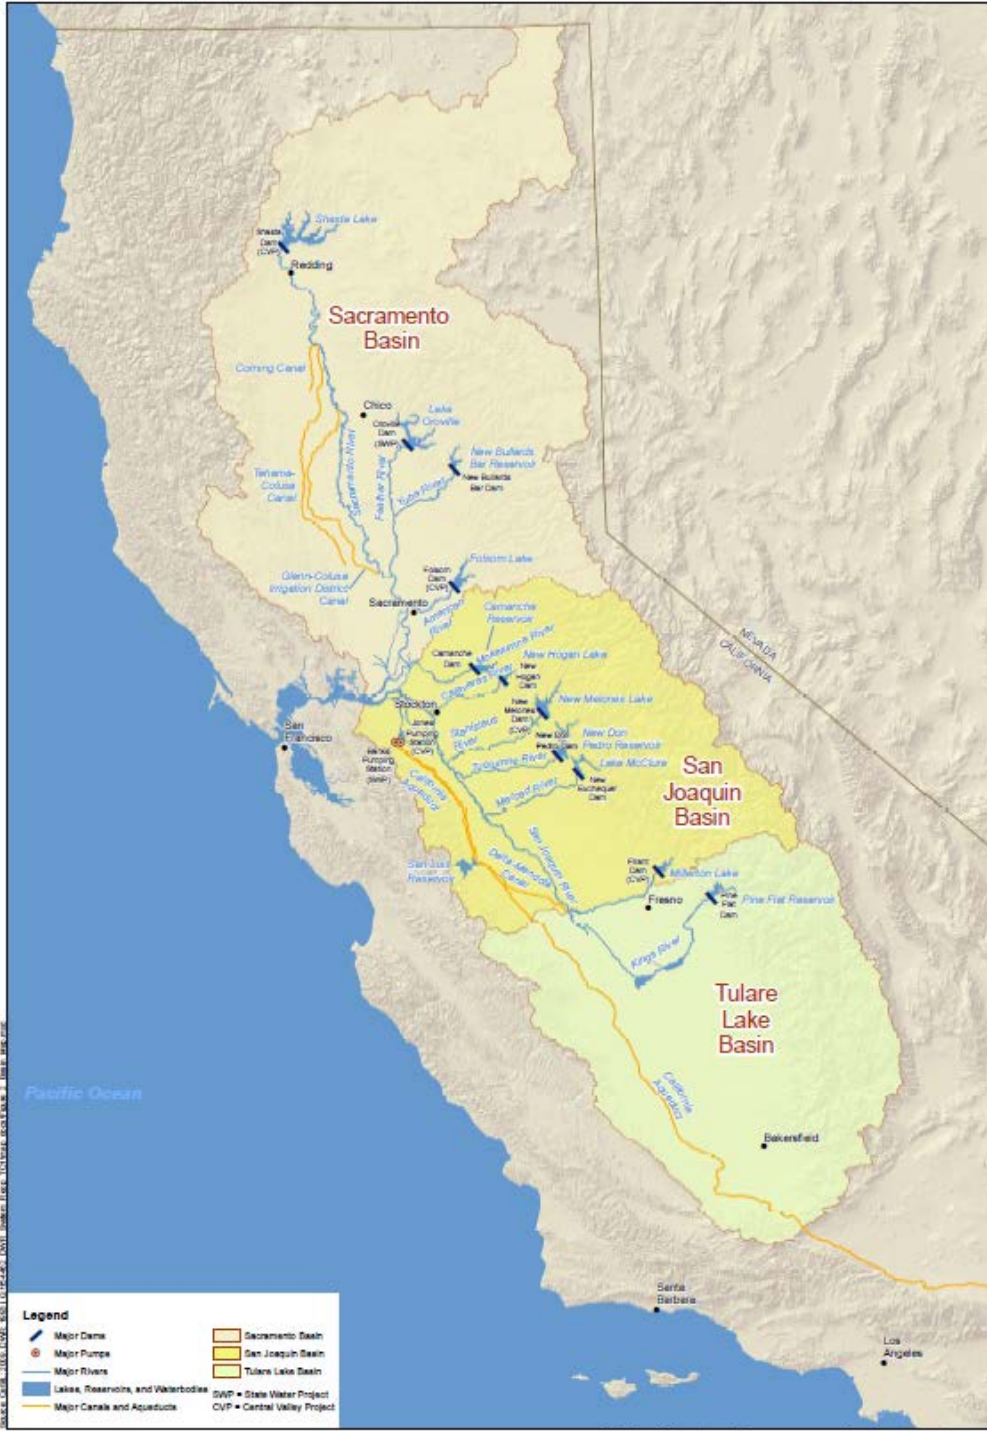 Shasta Lake
Shasta
Dam
(CVP)
Redding
Sacramento
Basin
Corning Canal
Chico
Lake
Oroville
Oroville
Dam
(SWP)
New Bullards
Bar Reservoir
New Bullards
Bar Dam
Tehama-
Colusa
Canal
Sacramento River
Feather River
Yuba River
Glenn-Colusa
Irrigation District
Canal
Folsom Lake
Folsom
Dam
(CVP)
Sacramento
American
River
Camanche
Reservoir
Mokelumne River
Camanche
Dam
New Hogan Lake
New
Hogan
Dam
Calaveras River
NEVADA
CALIFORNIA
New Melones Lake
New
Melones
Dam
(CVP)
Stockton
San
Francisco
Jones
Pumping
Station
(CVP)
Banks
Pumping
Station
(SWP)
Stanislaus
River
New Don
Pedro Dam
New Don
Pedro Reservoir
Tuolumne River
Lake McClure
New
Exchequer
Dam
Merced River
California
Aqueduct
San
Joaquin
Basin
San Joaquin River
Delta-Mendota
Canal
San Luis
Reservoir
Friant
Dam
(CVP)
Millerton Lake
Fresno
Pine
Flat
Dam
Pine Flat Reservoir
Kings River
Tulare
Lake
Basin
Pacific Ocean
California
Aqueduct
Bakersfield
Santa
Barbara
Los
Angeles
Legend
Major Dams
Major Pumps
Major Rivers
Lakes, Reservoirs, and Waterbodies
Major Canals and Aqueducts
Sacramento Basin
San Joaquin Basin
Tulare Lake Basin
SWP = State Water Project
CVP = Central Valley Project